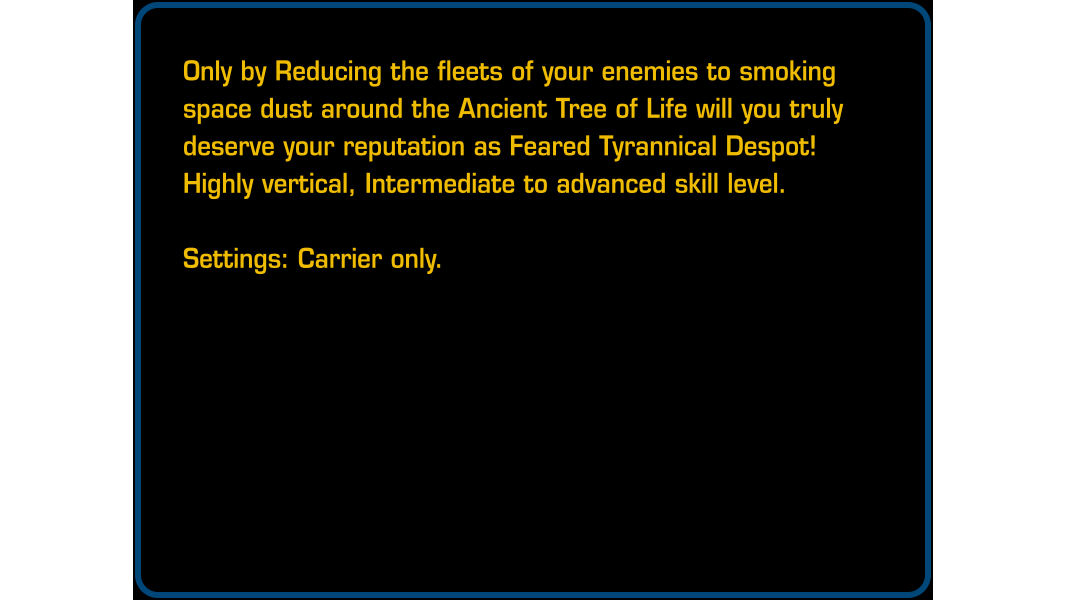 Only by Reducing the fleets of your enemies to smoking
space dust around the Ancient Tree of Life will you truly
deserve your reputation as Feared Tyrannical Despot!
Highly vertical, Intermediate to advanced skill level.
Settings: Carrier only.